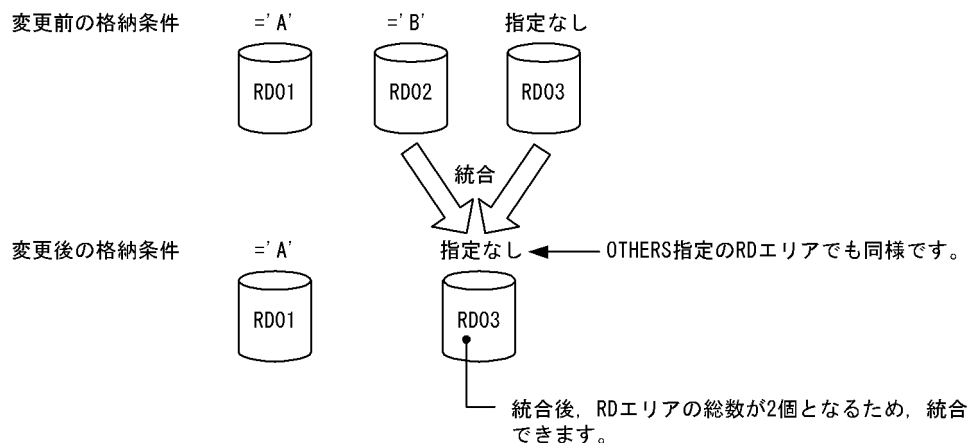 変更前の格納条件 ='A' ='B' 指定なし
RD01 RD02 RD03
統合
変更後の格納条件 ='A' 指定なし OTHERS指定のRDエリアでも同様です。
RD01 RD03
統合後，RDエリアの総数が2個となるため，統合
できます。